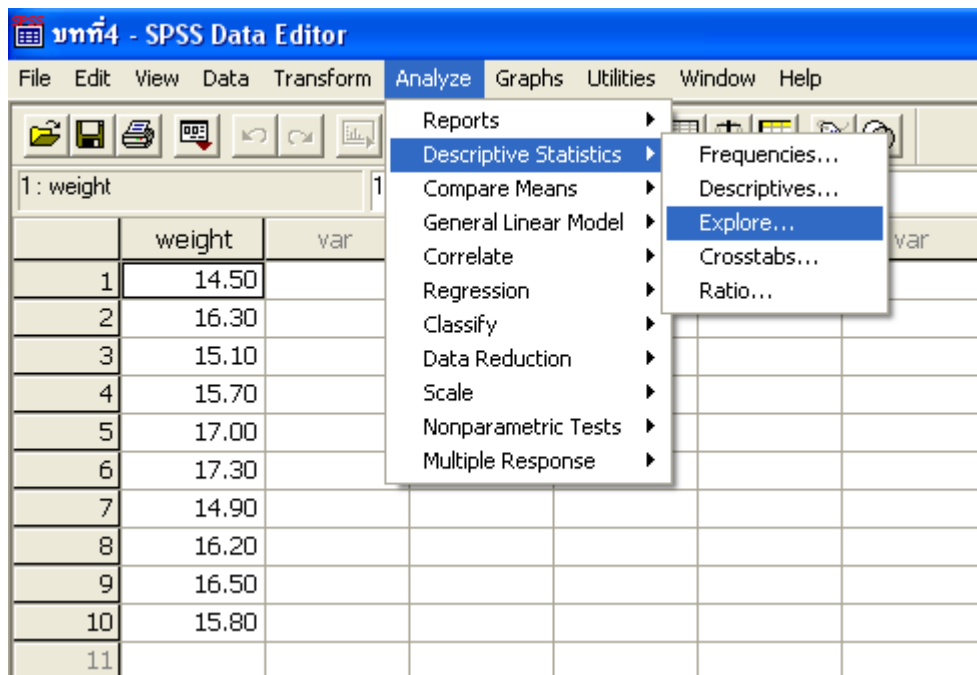 SPSS
บทที่4 - SPSS Data Editor
File Edit View Data Transform Analyze Graphs Utilities Window Help
Reports
Descriptive Statistics
Compare Means
General Linear Model
Correlate
Regression
Classify
Data Reduction
Scale
Nonparametric Tests
Multiple Response
Frequencies...
Descriptives...
Explore...
Crosstabs...
Ratio...
1 : weight 1
weight var var
1 14.50
2 16.30
3 15.10
4 15.70
5 17.00
6 17.30
7 14.90
8 16.20
9 16.50
10 15.80
11